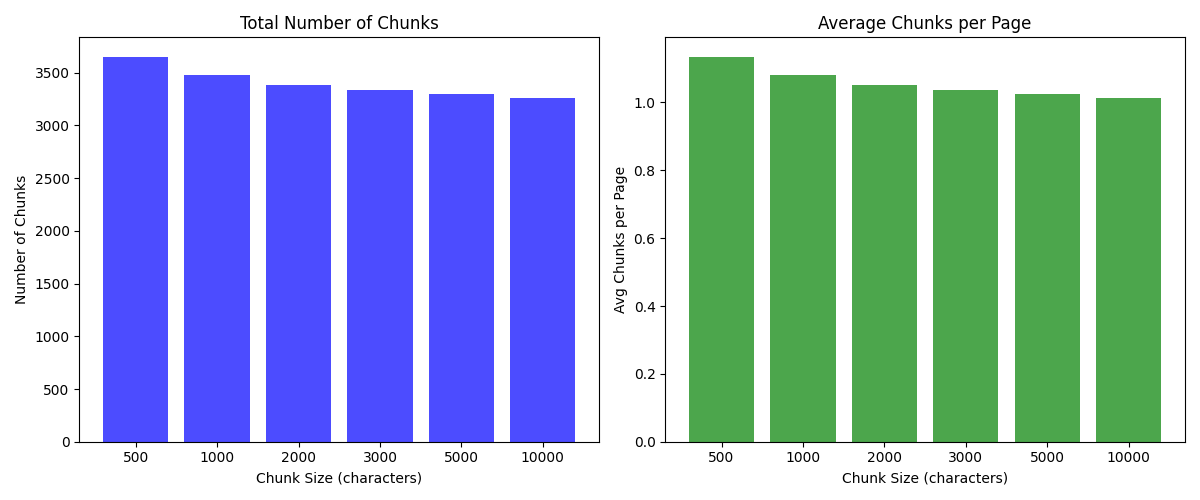 Total Number of Chunks
Number of Chunks
3500
3000
2500
2000
1500
1000
500
0
500 1000 2000 3000 5000 10000
Chunk Size (characters)
Average Chunks per Page
Avg Chunks per Page
1.0
0.8
0.6
0.4
0.2
0.0
500 1000 2000 3000 5000 10000
Chunk Size (characters)